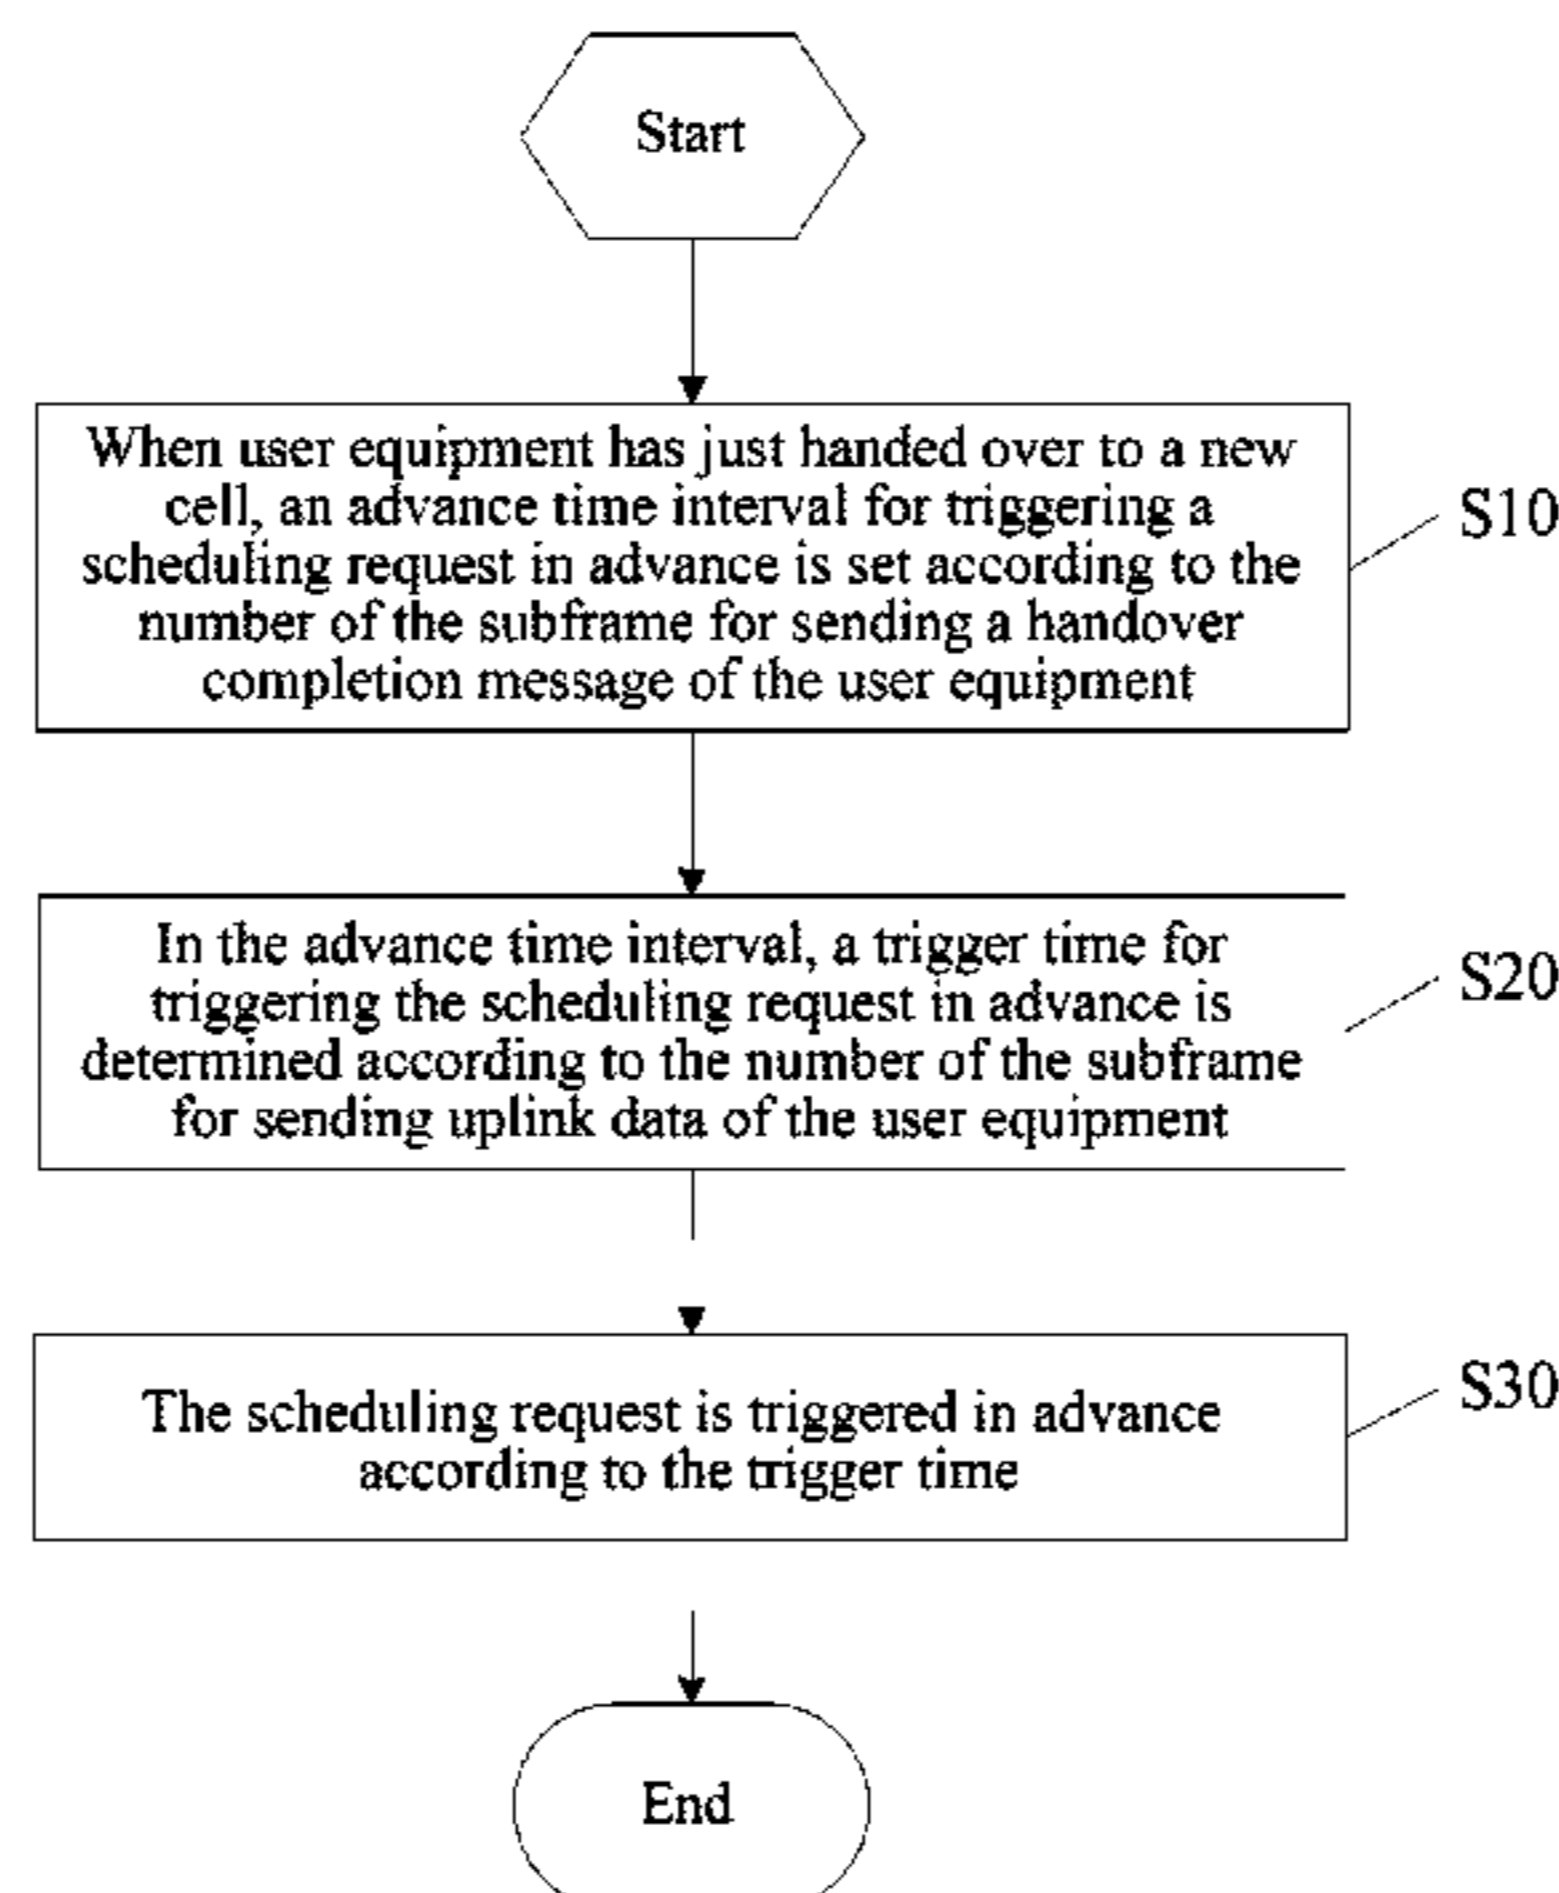 Start
When user equipment has just handed over to a new
cell, an advance time interval for triggering a
scheduling request in advance is set according to the
number of the subframe for sending a handover
completion message of the user equipment
S10
In the advance time interval, a trigger time for
triggering the scheduling request in advance is
determined according to the number of the subframe
for sending uplink data of the user equipment
S20
The scheduling request is triggered in advance
according to the trigger time
S30
End